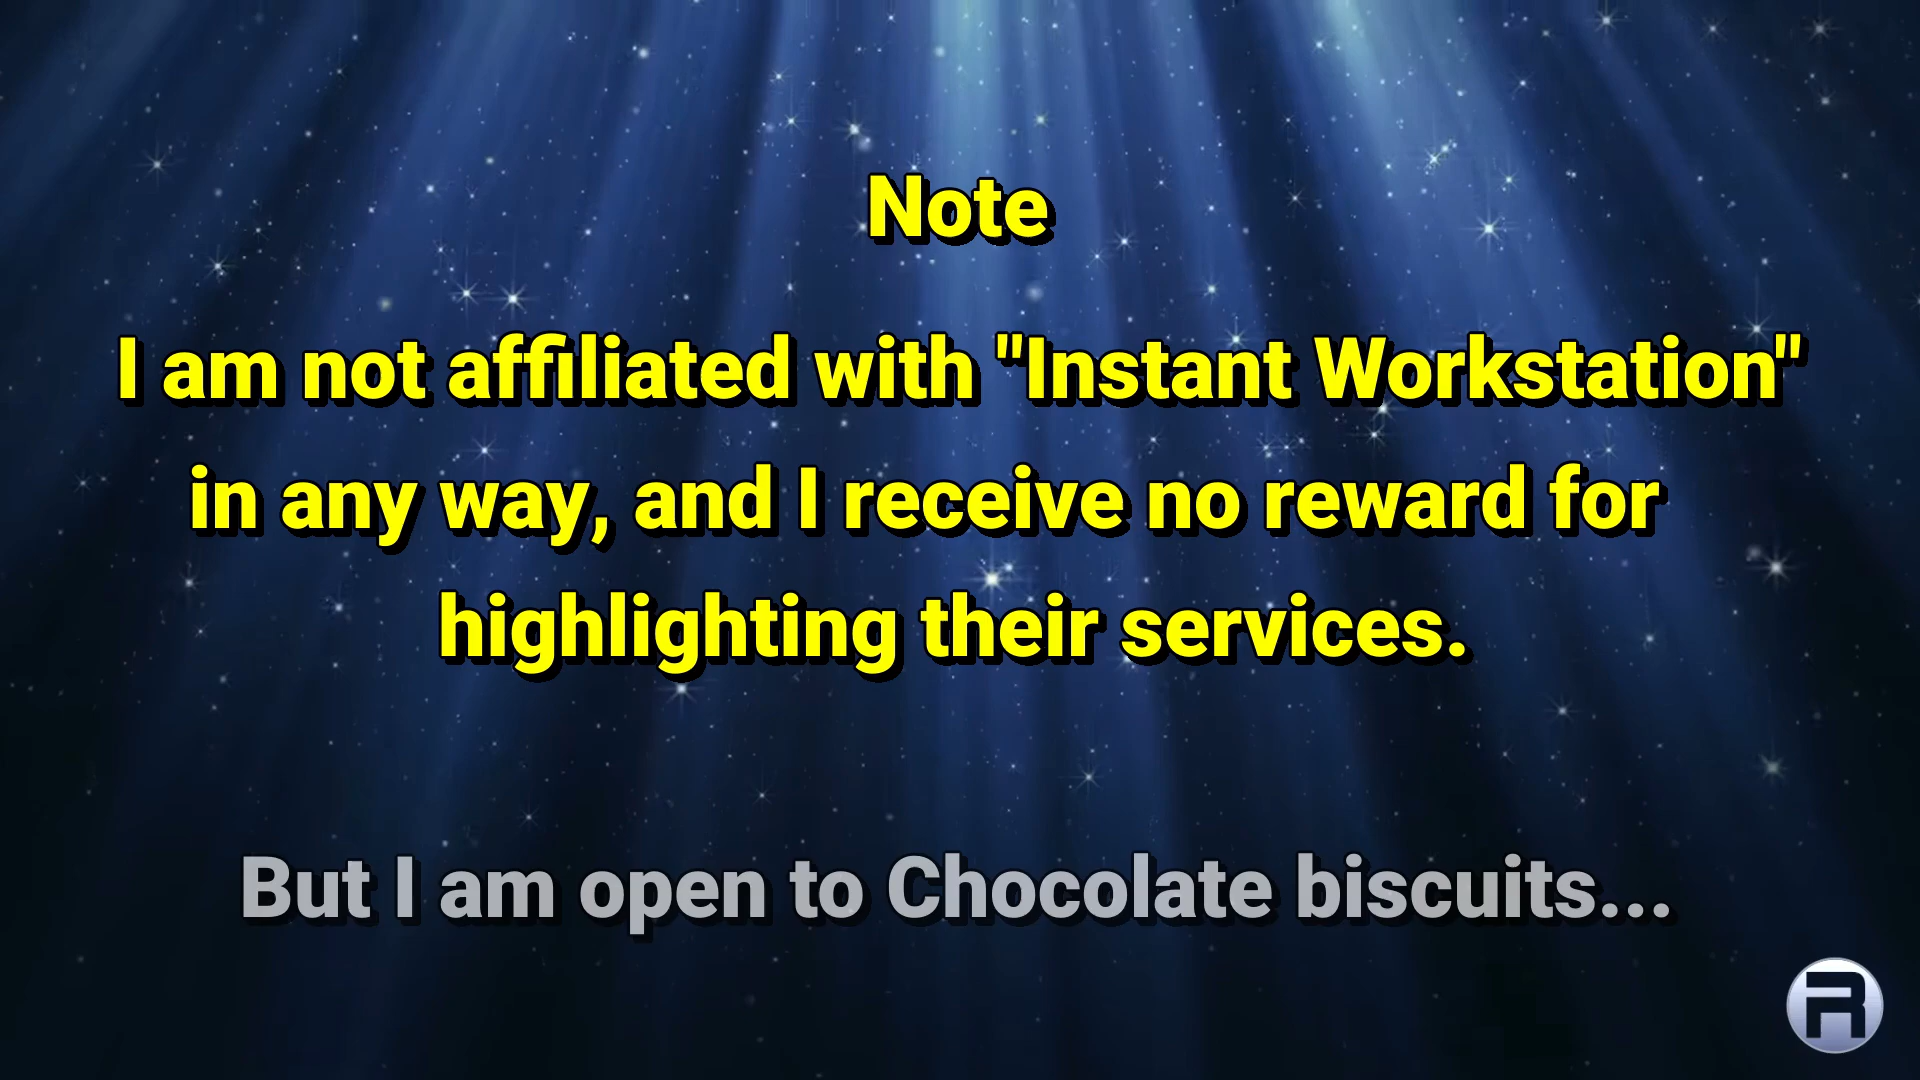 Note
I am not affiliated with "Instant Workstation"
in any way, and I receive no reward for
highlighting their services.
But I am open to Chocolate biscuits...
R